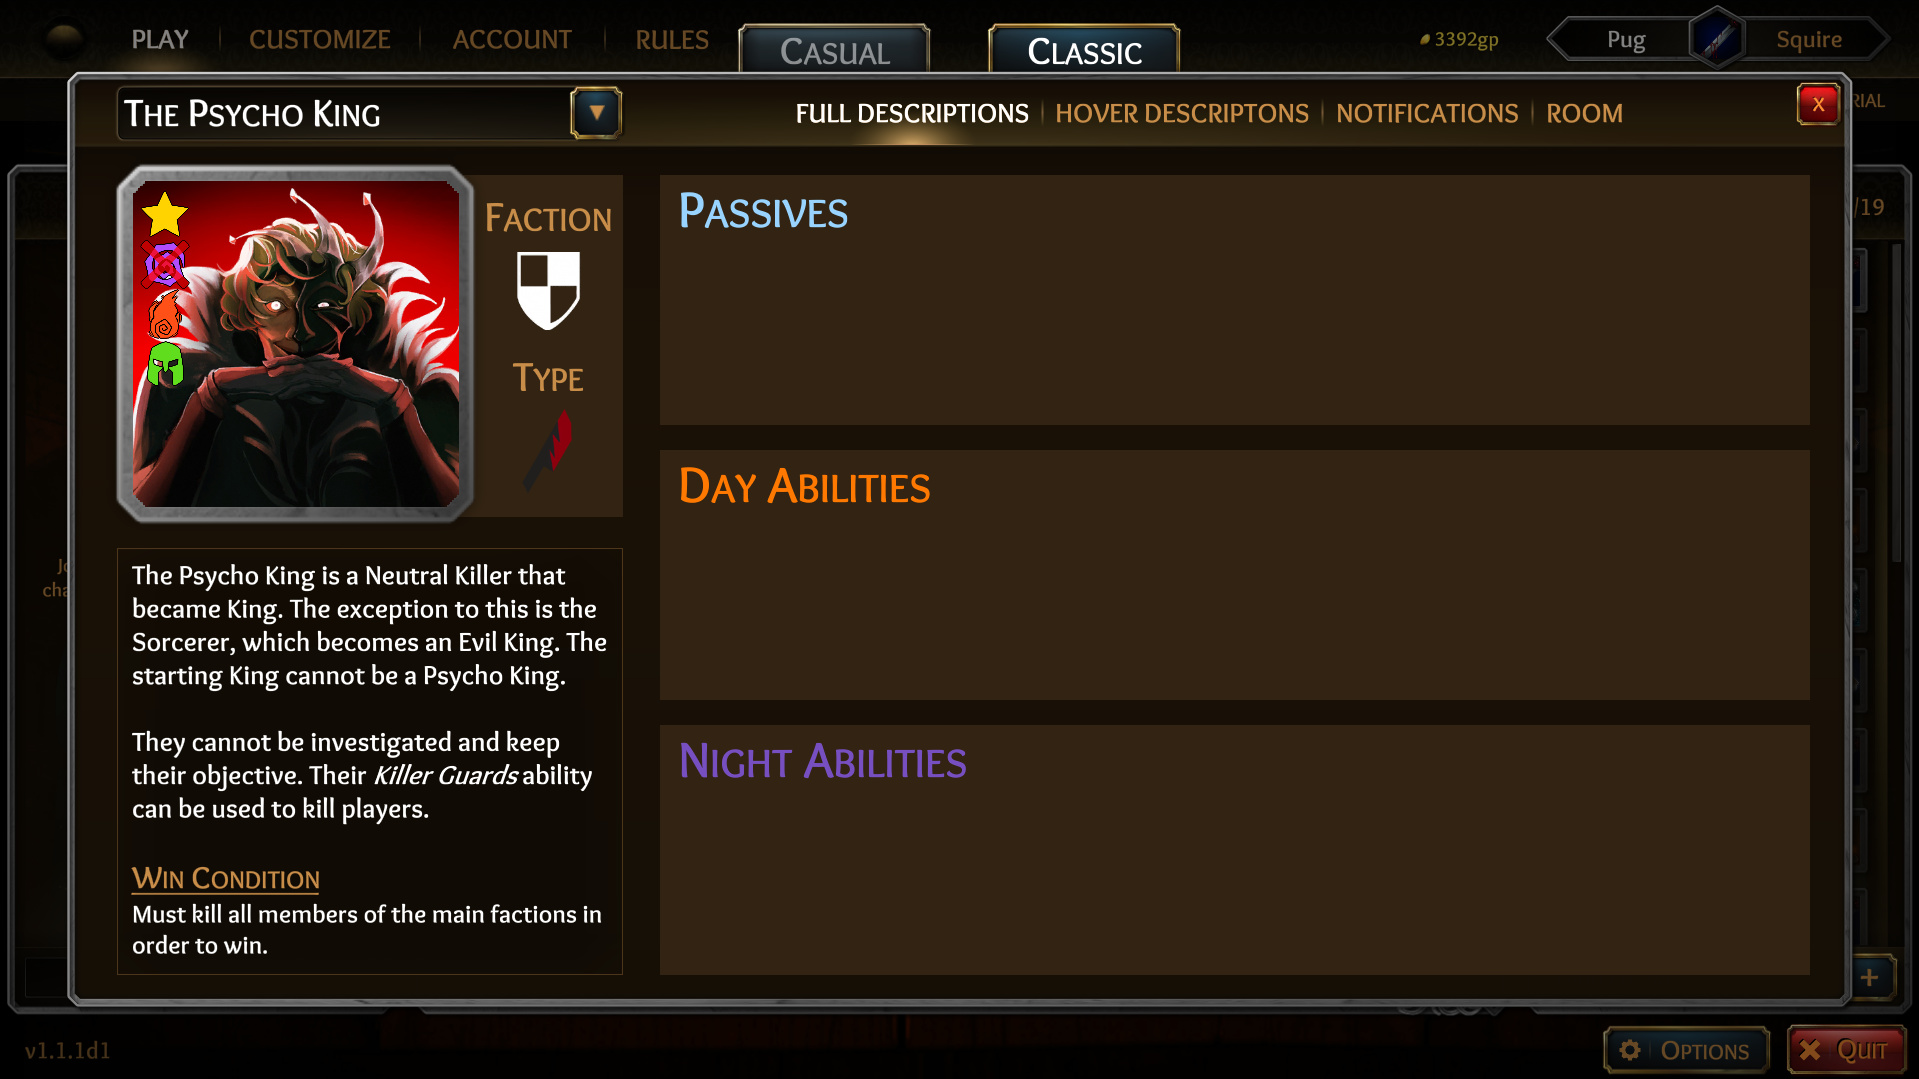 PLAY
CUSTOMIZE
ACCOUNT
RULES
CASUAL
CLASSIC
3392gp
Pug
Squire
THE PSYCHO KING
▼
FULL DESCRIPTIONS
HOVER DESCRIPTONS
NOTIFICATIONS
ROOM
X
RIAL
FACTION
TYPE
/19
PASSIVES
DAY ABILITIES
NIGHT ABILITIES
Jo
cha
The Psycho King is a Neutral Killer that
became King. The exception to this is the
Sorcerer, which becomes an Evil King. The
starting King cannot be a Psycho King.
They cannot be investigated and keep
their objective. Their Killer Guards ability
can be used to kill players.
WIN CONDITION
Must kill all members of the main factions in
order to win.
+
v1.1.1d1
OPTIONS
QUIT